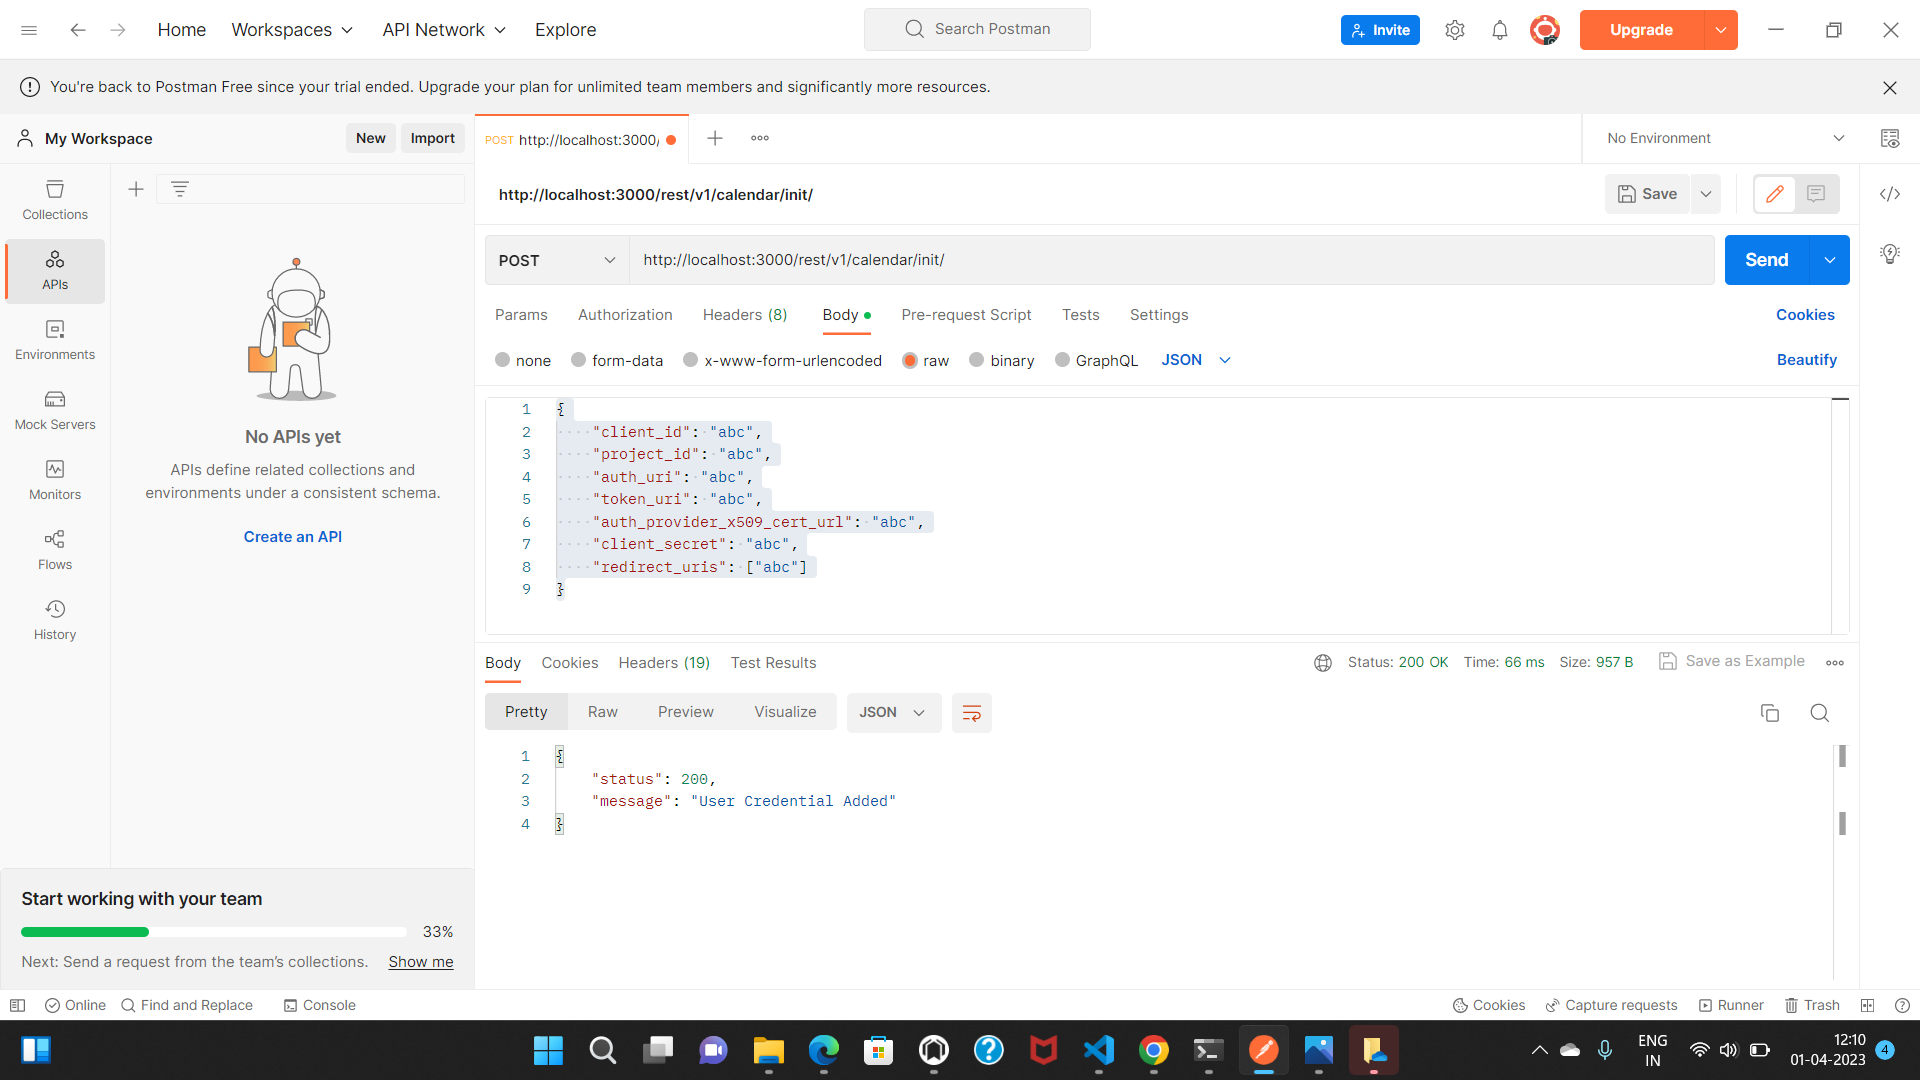 Home Workspaces API Network Explore Search Postman Invite Upgrade
You're back to Postman Free since your trial ended. Upgrade your plan for unlimited team members and significantly more resources.
My Workspace New Import POST http://localhost:3000/ No Environment
http://localhost:3000/rest/v1/calendar/init/ Save
Collections
APIs
Environments
Mock Servers
Monitors
Flows
History
No APIs yet
APIs define related collections and
environments under a consistent schema.
Create an API
Start working with your team
33%
Next: Send a request from the team's collections. Show me
POST http://localhost:3000/rest/v1/calendar/init/ Send
Params Authorization Headers (8) Body Pre-request Script Tests Settings Cookies
none form-data x-www-form-urlencoded raw binary GraphQL JSON Beautify
1 {
2 "client_id": "abc",
3 "project_id": "abc",
4 "auth_uri": "abc",
5 "token_uri": "abc",
6 "auth_provider_x509_cert_url": "abc",
7 "client_secret": "abc",
8 "redirect_uris": ["abc"]
9 }
Body Cookies Headers (19) Test Results Status: 200 OK Time: 66 ms Size: 957 B Save as Example
Pretty Raw Preview Visualize JSON
1 {
2 "status": 200,
3 "message": "User Credential Added"
4 }
Online Find and Replace Console Cookies Capture requests Runner Trash
ENG
IN
12:10
01-04-2023
4